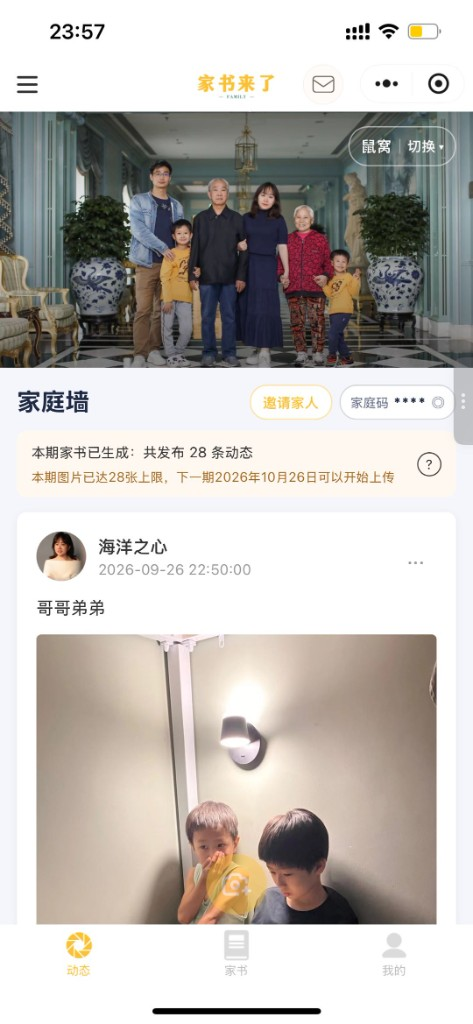 23:57
家书来了
FAMILY
鼠窝 切换
家庭墙
邀请家人
家庭码 ****
本期家书已生成：共发布 28 条动态
本期图片已达28张上限，下一期2026年10月26日可以开始上传
?
海洋之心
2026-09-26 22:50:00
哥哥弟弟
动态
家书
我的